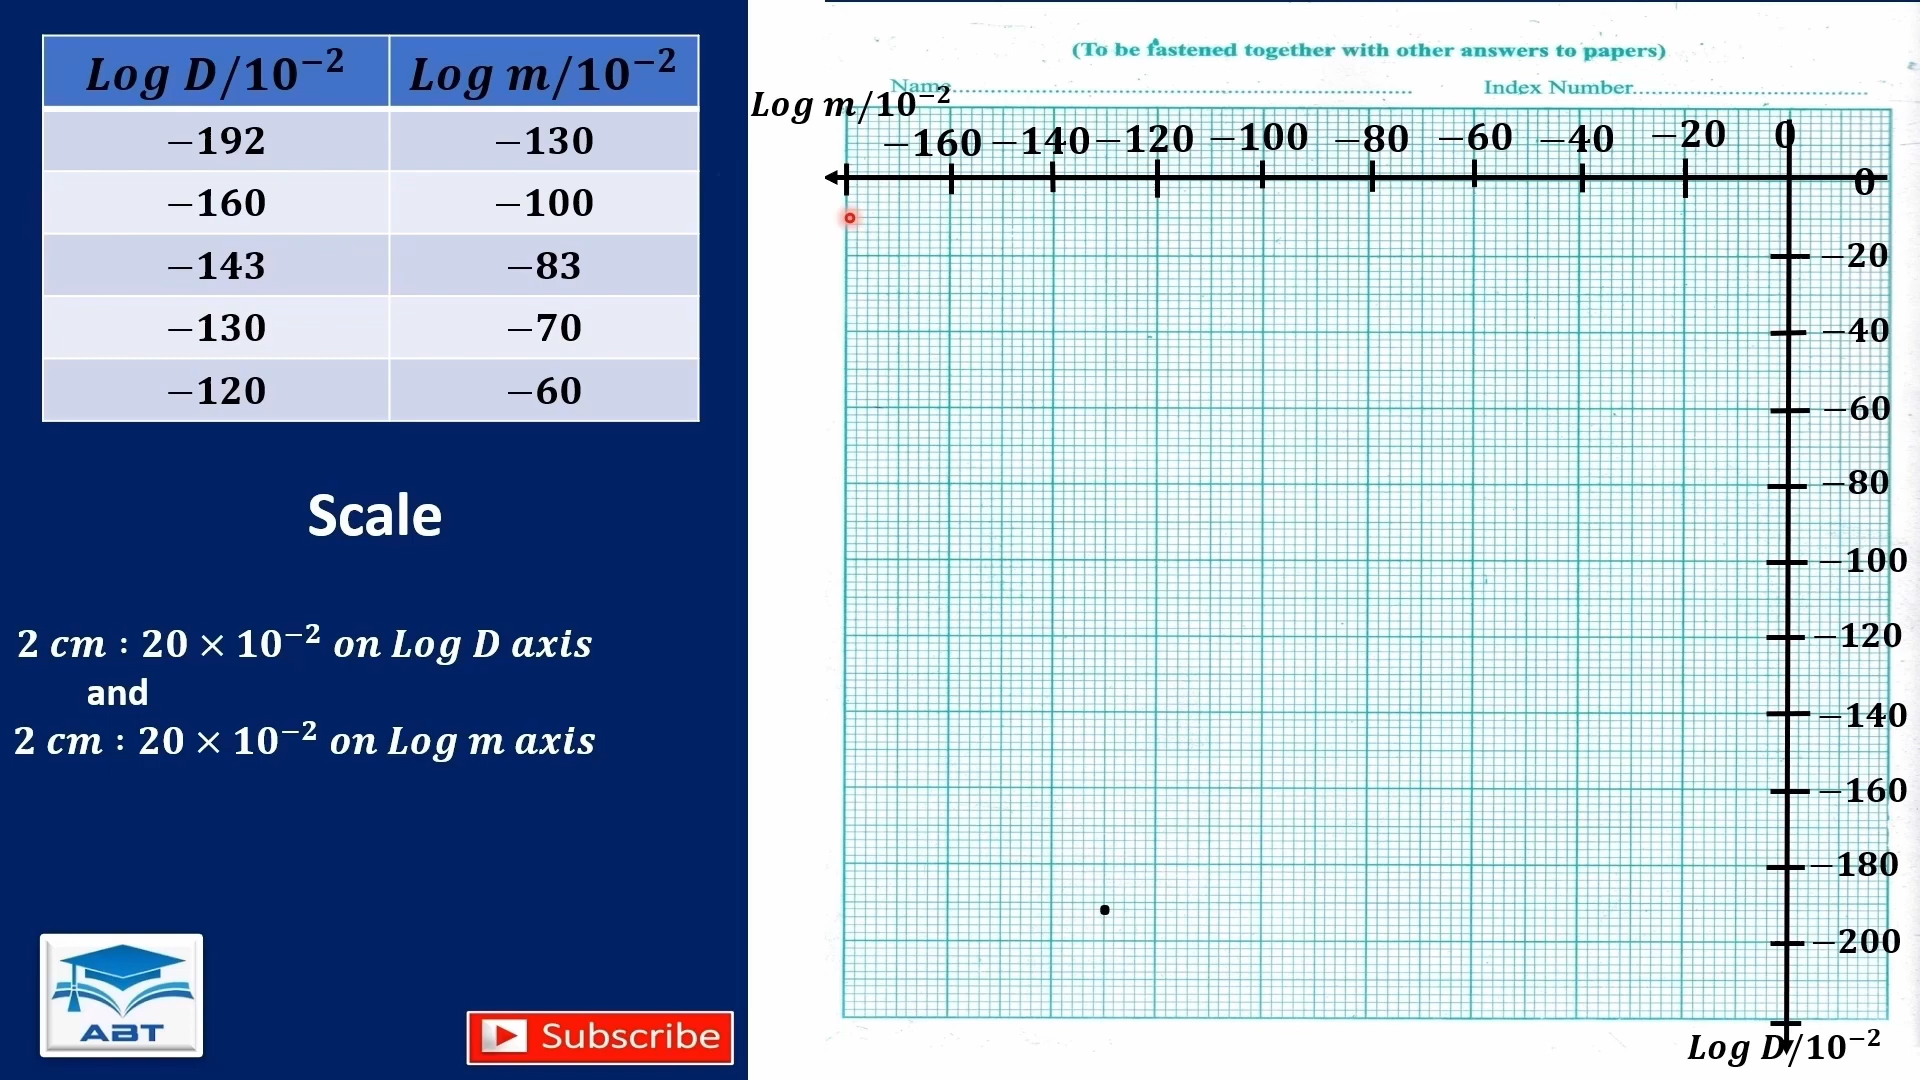 Log D/10⁻² Log m/10⁻²
−192 −130
−160 −100
−143 −83
−130 −70
−120 −60
Scale
2 cm : 20 × 10⁻² on Log D axis
and
2 cm : 20 × 10⁻² on Log m axis
ABT
Subscribe
(To be fastened together with other answers to papers)
Name Index Number
Log m/10⁻²
−160 −140 −120 −100 −80 −60 −40 −20 0
0
−20
−40
−60
−80
−100
−120
−140
−160
−180
−200
Log D/10⁻²